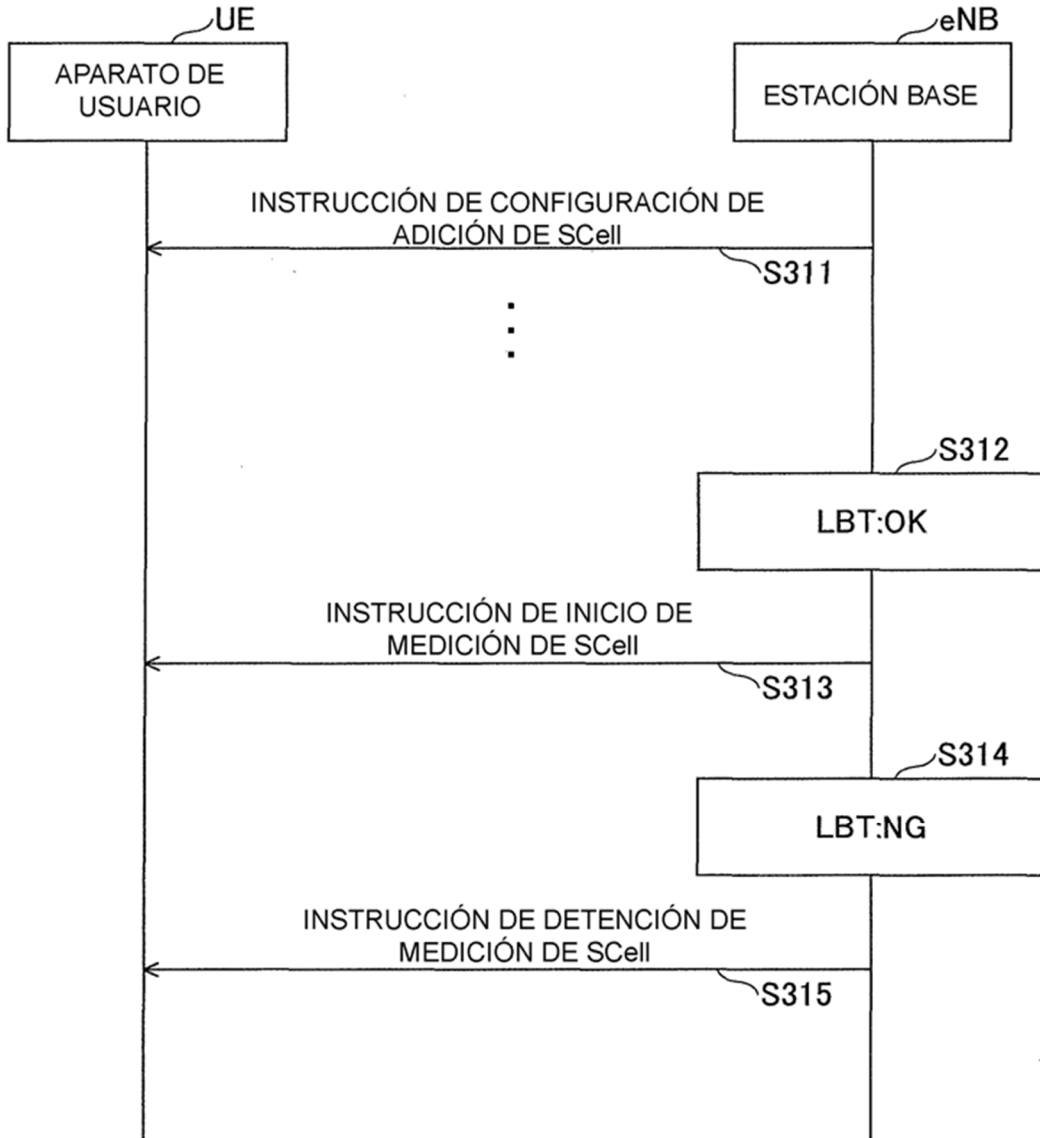 UE
eNB
APARATO DE
USUARIO
ESTACIÓN BASE
INSTRUCCIÓN DE CONFIGURACIÓN DE
ADICIÓN DE SCell
S311
S312
LBT:OK
INSTRUCCIÓN DE INICIO DE
MEDICIÓN DE SCell
S313
S314
LBT:NG
INSTRUCCIÓN DE DETENCIÓN DE
MEDICIÓN DE SCell
S315